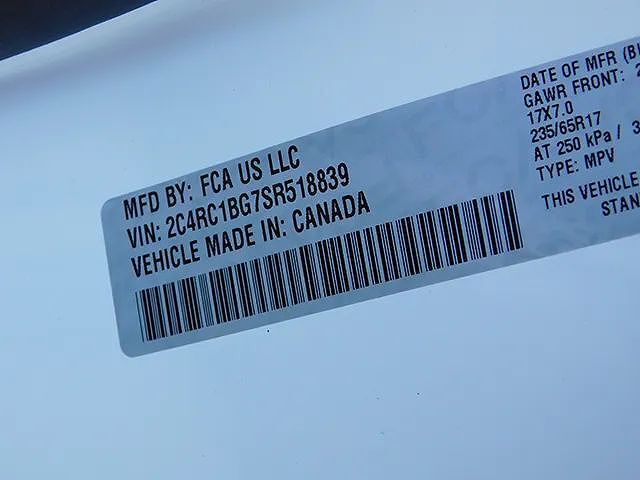 MFD BY: FCA US LLC
VIN: 2C4RC1BG7SR518839
VEHICLE MADE IN: CANADA
DATE OF MFR
GAWR FRONT:
17X7.0
235/65R17
AT 250 kPa /
TYPE: MPV
THIS VEHICLE